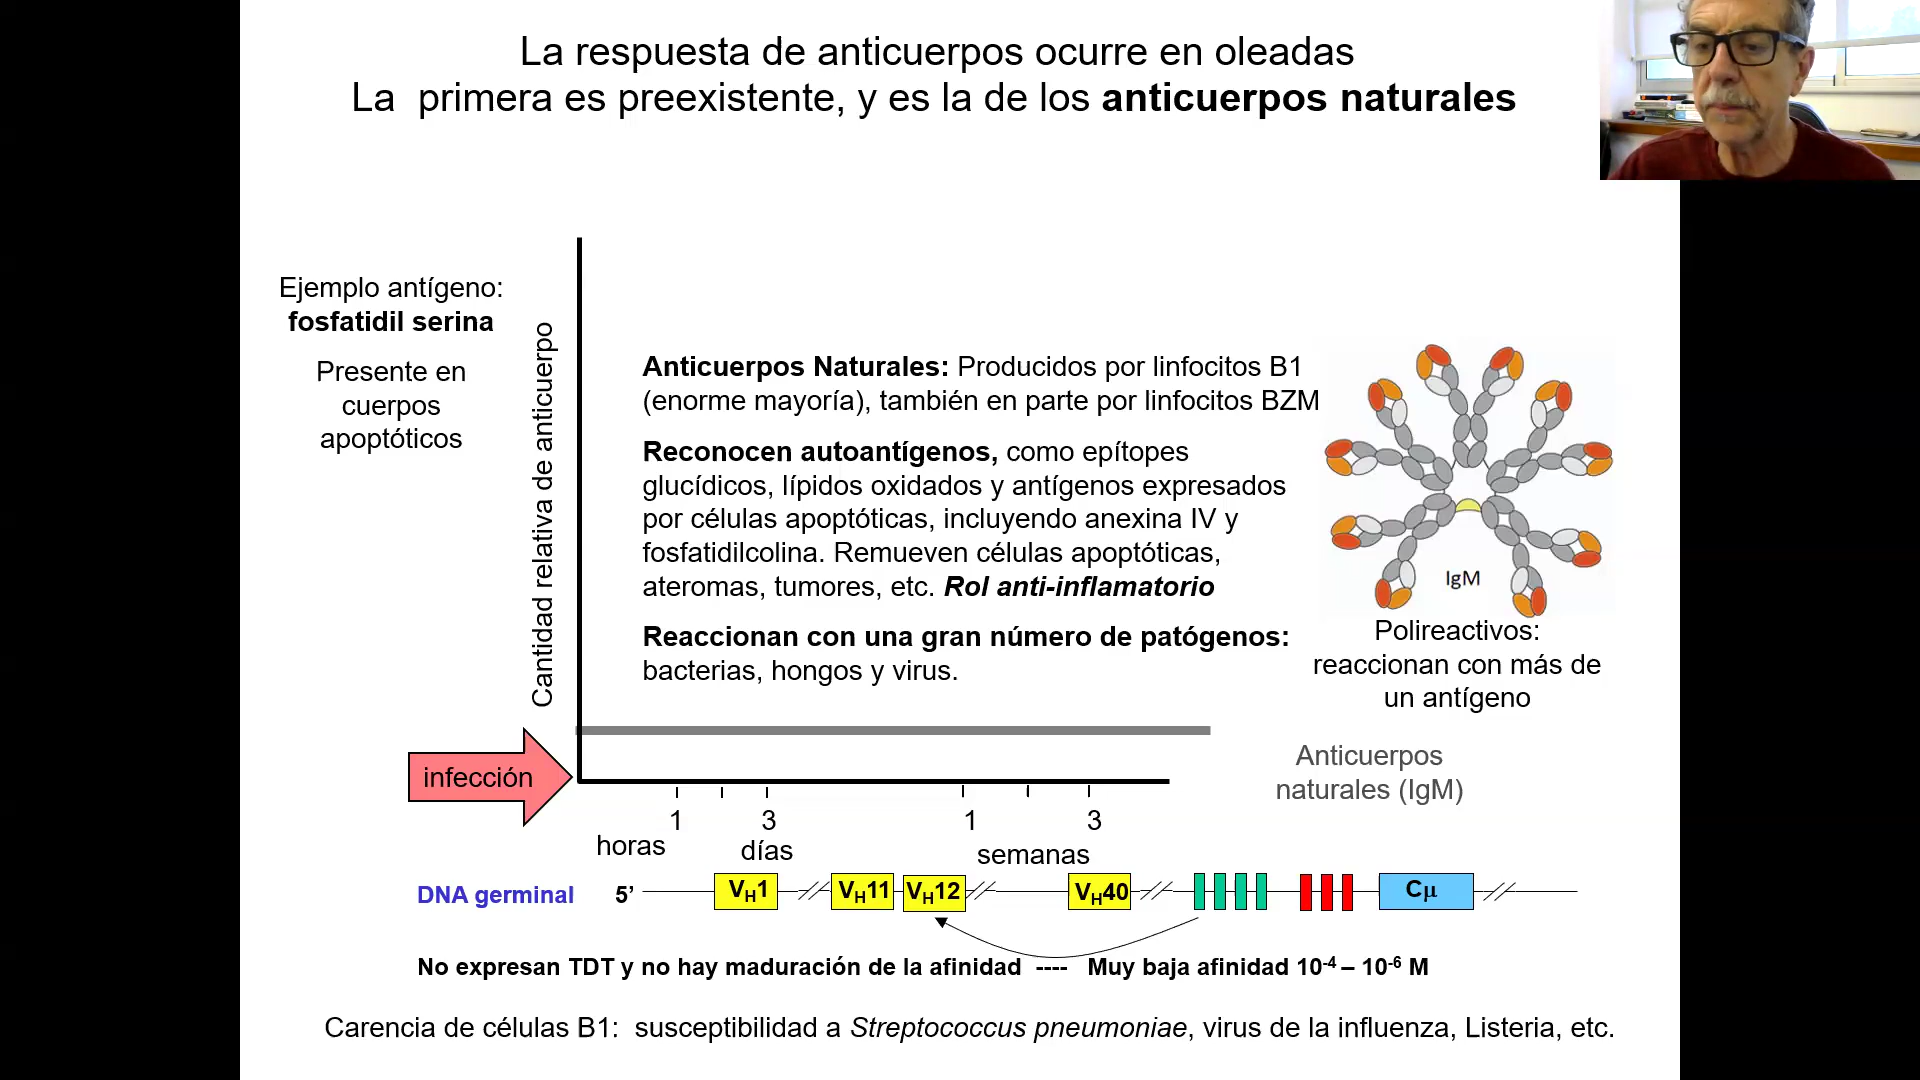 La respuesta de anticuerpos ocurre en oleadas
La primera es preexistente, y es la de los anticuerpos naturales
Ejemplo antígeno:
fosfatidil serina
Presente en
cuerpos
apoptóticos
Cantidad relativa de anticuerpo
Anticuerpos Naturales: Producidos por linfocitos B1
(enorme mayoría), también en parte por linfocitos BZM
Reconocen autoantígenos, como epítopes
glucídicos, lípidos oxidados y antígenos expresados
por células apoptóticas, incluyendo anexina IV y
fosfatidilcolina. Remueven células apoptóticas,
ateromas, tumores, etc. Rol anti-inflamatorio
Reaccionan con una gran número de patógenos:
bacterias, hongos y virus.
IgM
Polireactivos:
reaccionan con más de
un antígeno
Anticuerpos
naturales (IgM)
infección
1 3 1 3
horas días semanas
DNA germinal 5’ VH1 VH11 VH12 VH40 Cμ
No expresan TDT y no hay maduración de la afinidad ---- Muy baja afinidad 10-4 – 10-6 M
Carencia de células B1: susceptibilidad a Streptococcus pneumoniae, virus de la influenza, Listeria, etc.